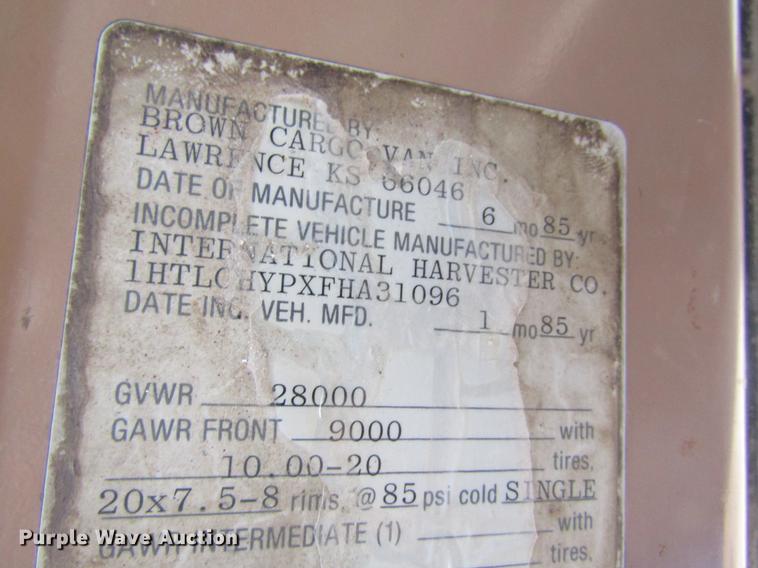 MANUFACTURED BY:
BROWN CARGO VAN INC.
LAWRENCE KS 66046
DATE OF MANUFACTURE 6 mo 85 yr
INCOMPLETE VEHICLE MANUFACTURED BY:
INTERNATIONAL HARVESTER CO.
1HTLCHYPXFHA31096
DATE INC. VEH. MFD. 1 mo 85 yr
GVWR 28000
GAWR FRONT 9000 with
10.00-20 tires,
20x7.5-8 rims, @ 85 psi cold SINGLE
GAWR INTERMEDIATE (1) with
tires,
Purple Wave Auction